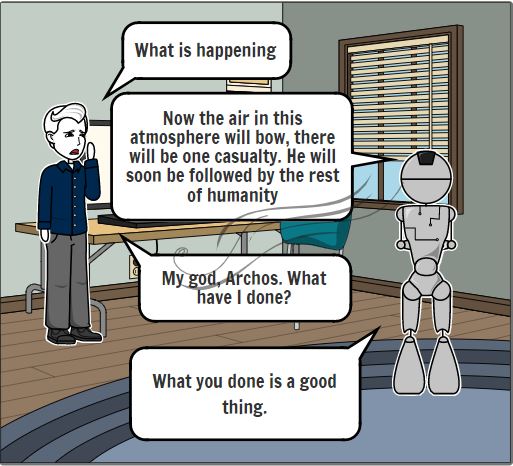 What is happening
Now the air in this
atmosphere will bow, there
will be one casualty. He will
soon be followed by the rest
of humanity
My god, Archos. What
have I done?
What you done is a good
thing.